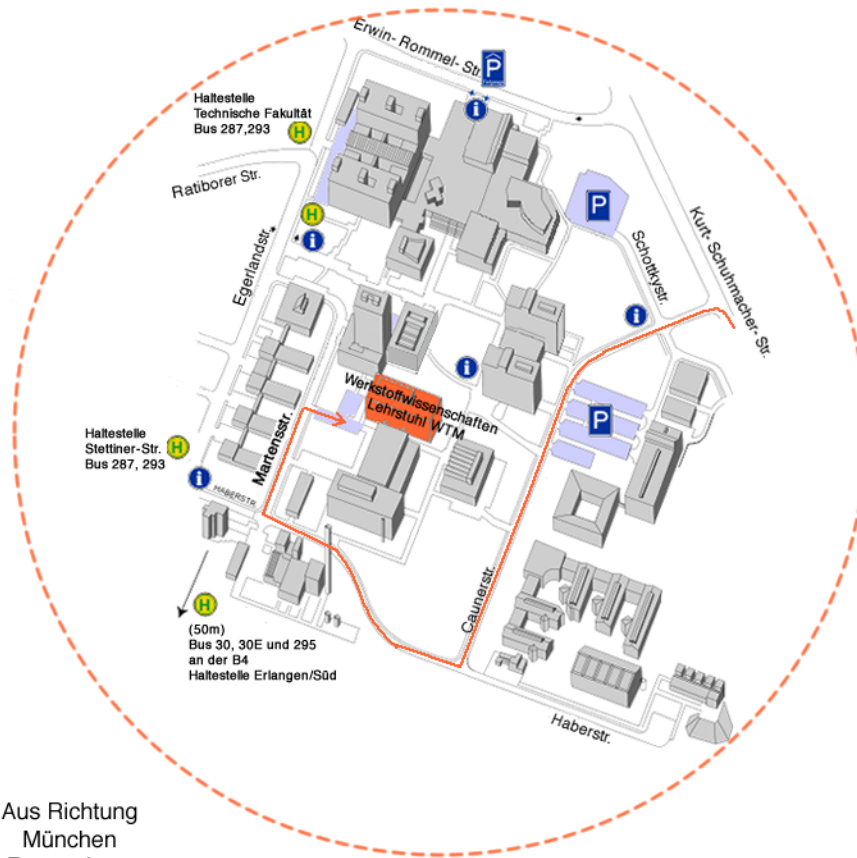 Erwin- Rommel- Str.
P
i
Haltestelle
Technische Fakultät
Bus 287,293
H
Ratiborer Str.
P
H
i
Egerlandstr.
Schottkystr.
Kurt- Schuhmacher- Str.
i
i
Werkstoffwissenschaften
Lehrstuhl WTM
P
Martensstr.
Haltestelle
Stettiner-Str.
Bus 287, 293
H
i
HABERSTR.
Caunerstr.
H
(50m)
Bus 30, 30E und 295
an der B4
Haltestelle Erlangen/Süd
Haberstr.
Aus Richtung
München